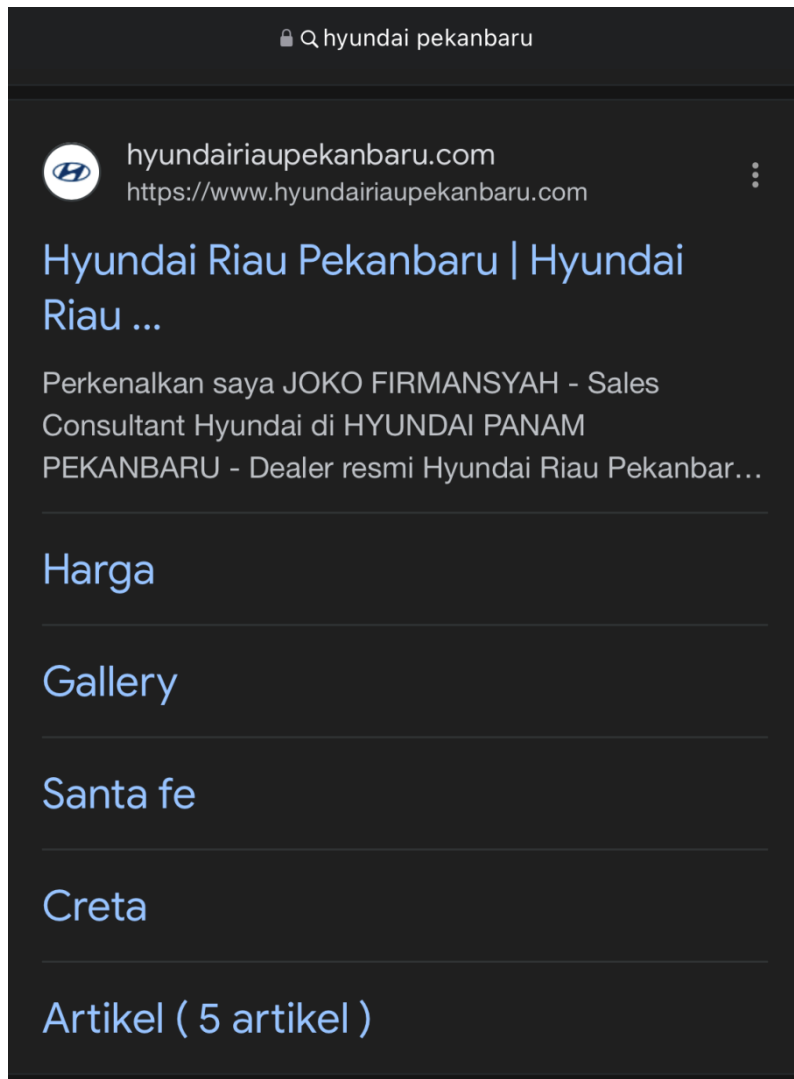 hyundai pekanbaru
hyundairiaupekanbaru.com
https://www.hyundairiaupekanbaru.com
Hyundai Riau Pekanbaru | Hyundai
Riau ...
Perkenalkan saya JOKO FIRMANSYAH - Sales
Consultant Hyundai di HYUNDAI PANAM
PEKANBARU - Dealer resmi Hyundai Riau Pekanbar...
Harga
Gallery
Santa fe
Creta
Artikel ( 5 artikel )